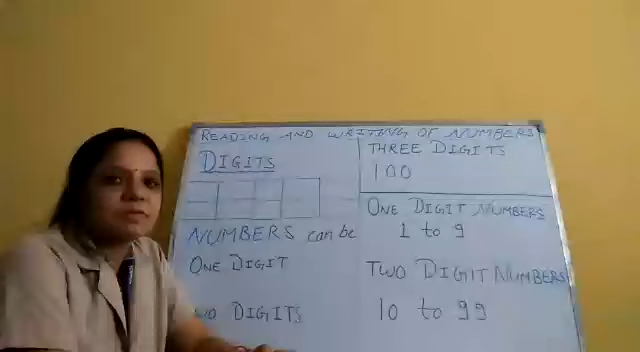 READING AND WRITING OF NUMBERS
DIGITS
NUMBERS can be
ONE DIGIT
WO DIGITS
THREE DIGITS
100
ONE DIGIT NUMBERS
1 to 9
TWO DIGIT NUMBERS
10 to 99